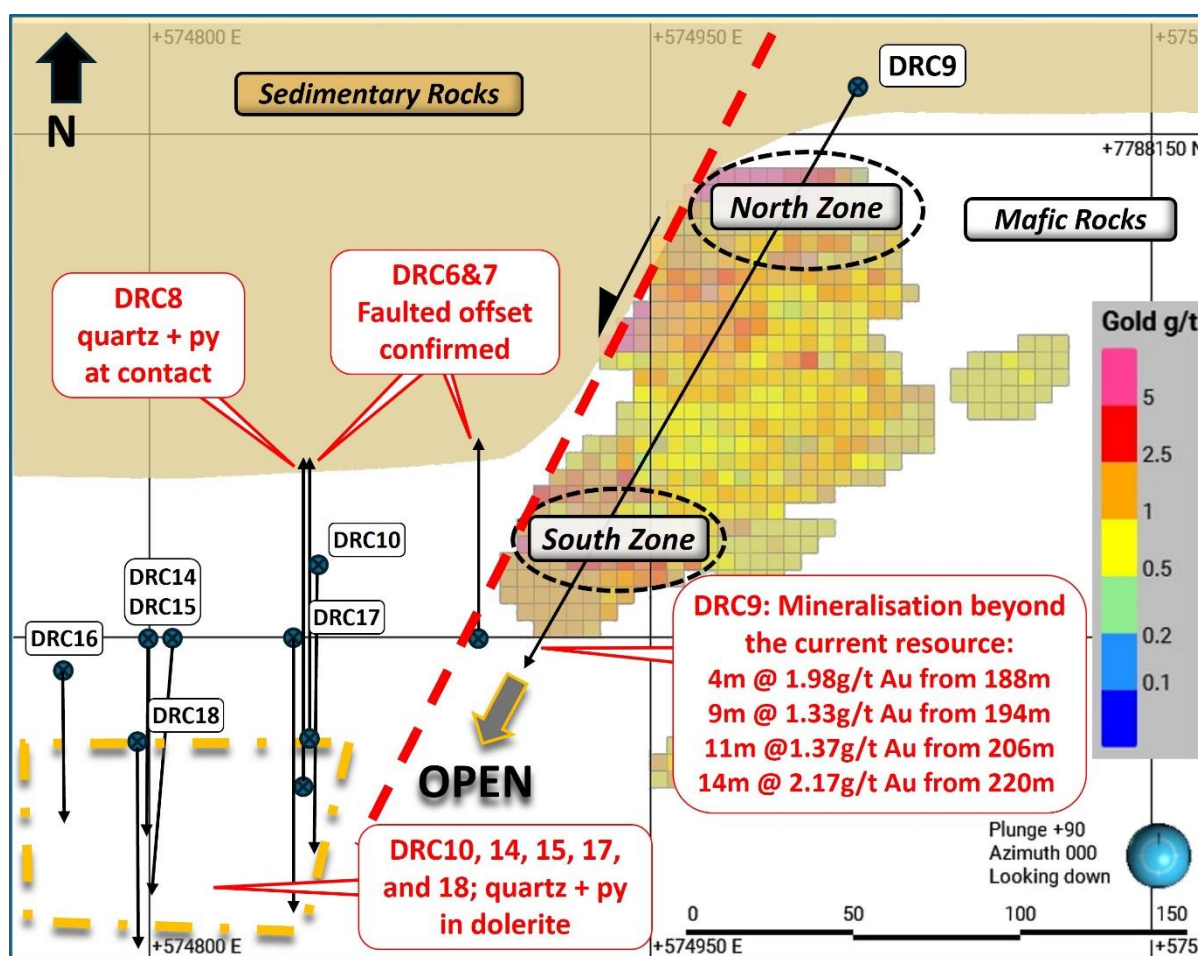 +574800 E
+574950 E
+575
N
Sedimentary Rocks
DRC9
+7788150 N
North Zone
Mafic Rocks
DRC8
quartz + py
at contact
DRC6&7
Faulted offset
confirmed
Gold g/t
5
2.5
1
0.5
0.2
0.1
DRC10
DRC14
DRC15
DRC17
DRC16
DRC18
South Zone
DRC9: Mineralisation beyond
the current resource:
4m @ 1.98g/t Au from 188m
9m @ 1.33g/t Au from 194m
11m @1.37g/t Au from 206m
14m @ 2.17g/t Au from 220m
OPEN
DRC10, 14, 15, 17,
and 18; quartz + py
in dolerite
Plunge +90
Azimuth 000
Looking down
0
50
100
150
+574800 E
+574950 E
+575